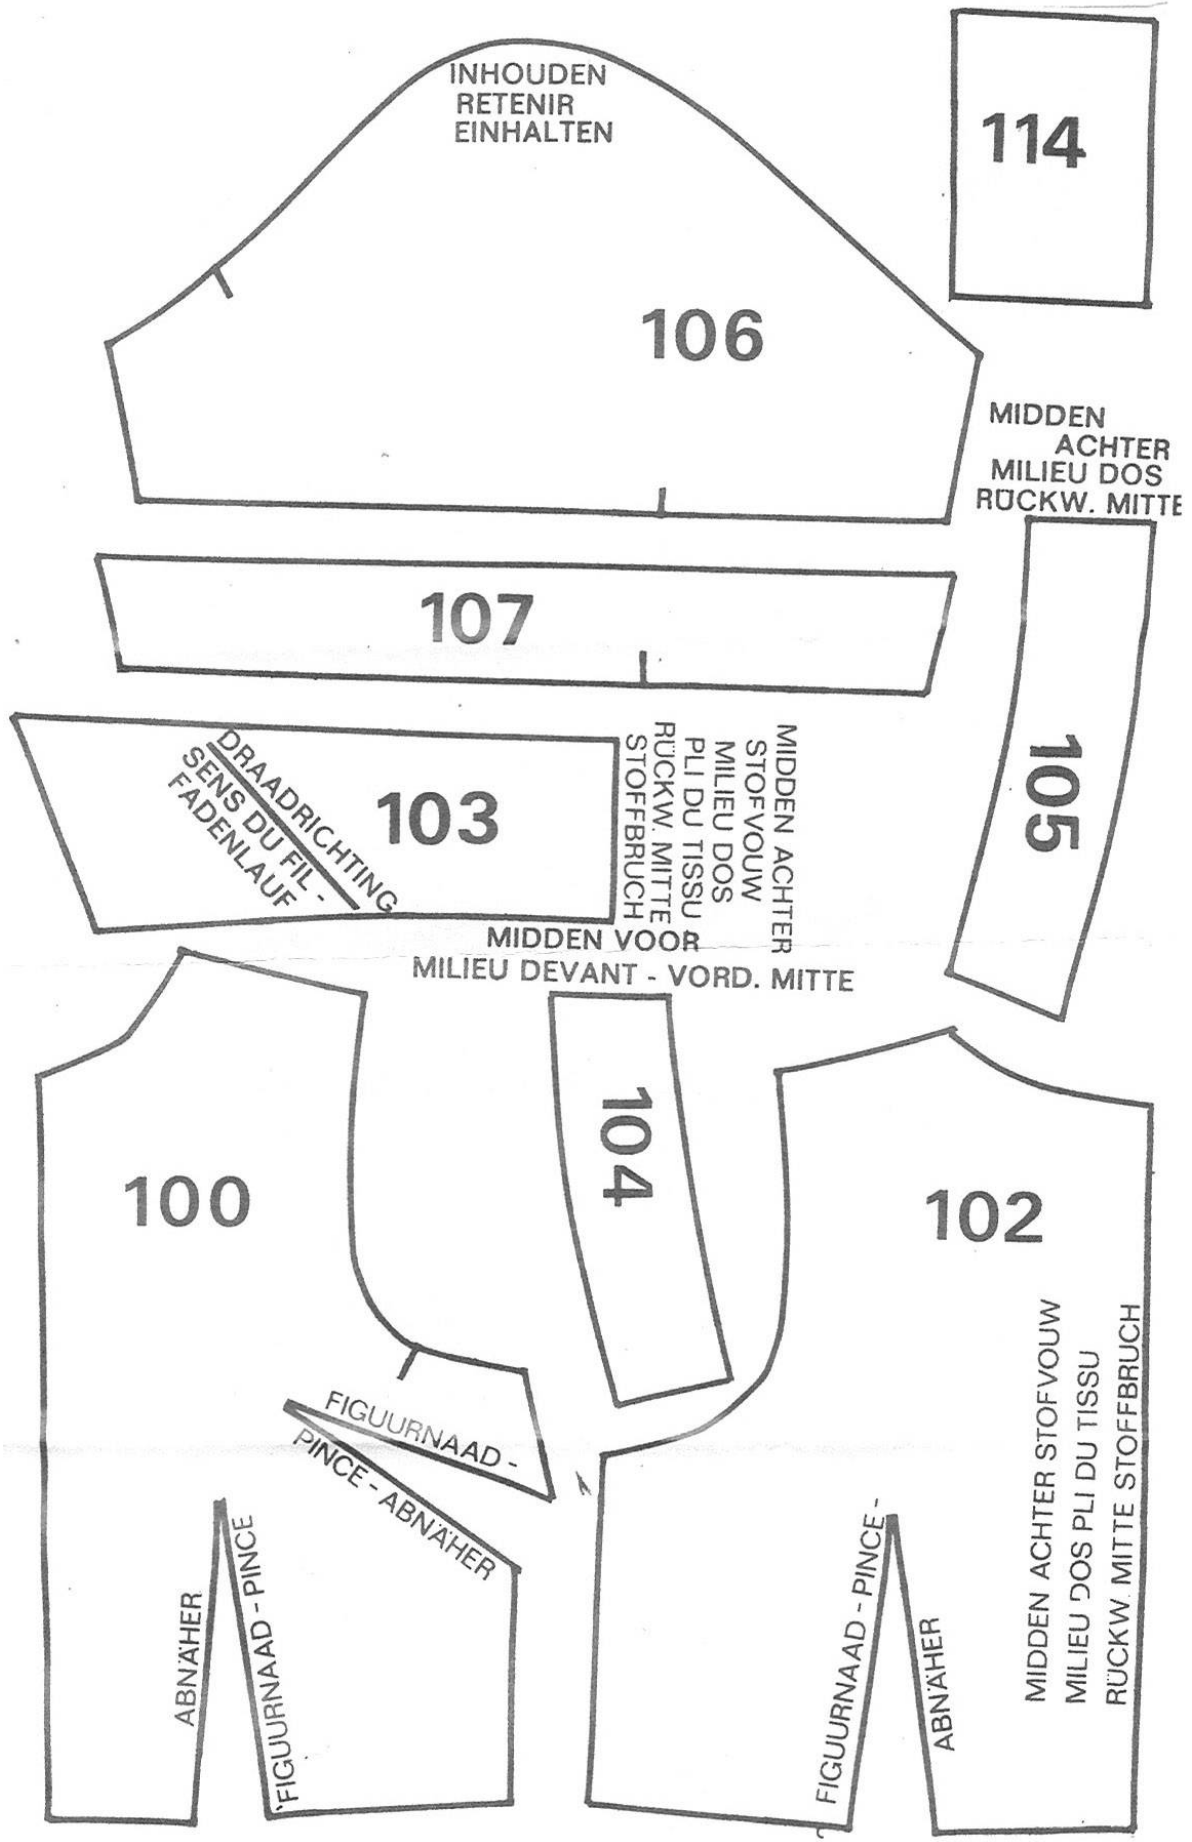 INHOUDEN
RETENIR
EINHALTEN
114
106
MIDDEN
ACHTER
MILIEU DOS
RÜCKW. MITTE
107
105
DRAADRICHTING
SENS DU FIL -
FADENLAUF
103
MIDDEN ACHTER
STOFVOUW
MILIEU DOS
PLI DU TISSU
RÜCKW. MITTE
STOFFBRUCH
MIDDEN VOOR
MILIEU DEVANT - VORD. MITTE
104
100
102
FIGUURNAAD -
PINCE - ABNÄHER
ABNÄHER
FIGUURNAAD - PINCE
FIGUURNAAD - PINCE -
ABNÄHER
MIDDEN ACHTER STOFVOUW
MILIEU DOS PLI DU TISSU
RÜCKW. MITTE STOFFBRUCH